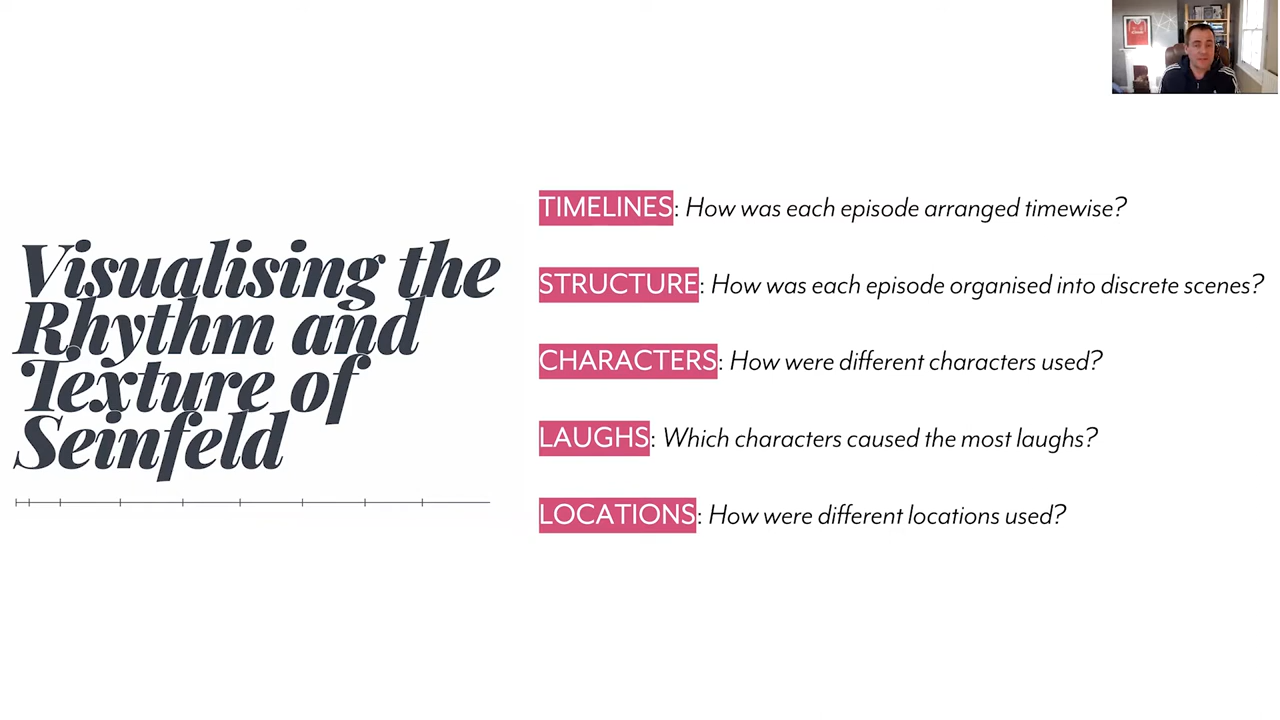 Visualising the
Rhythm and
Texture of
Seinfeld
TIMELINES: How was each episode arranged timewise?
STRUCTURE: How was each episode organised into discrete scenes?
CHARACTERS: How were different characters used?
LAUGHS: Which characters caused the most laughs?
LOCATIONS: How were different locations used?